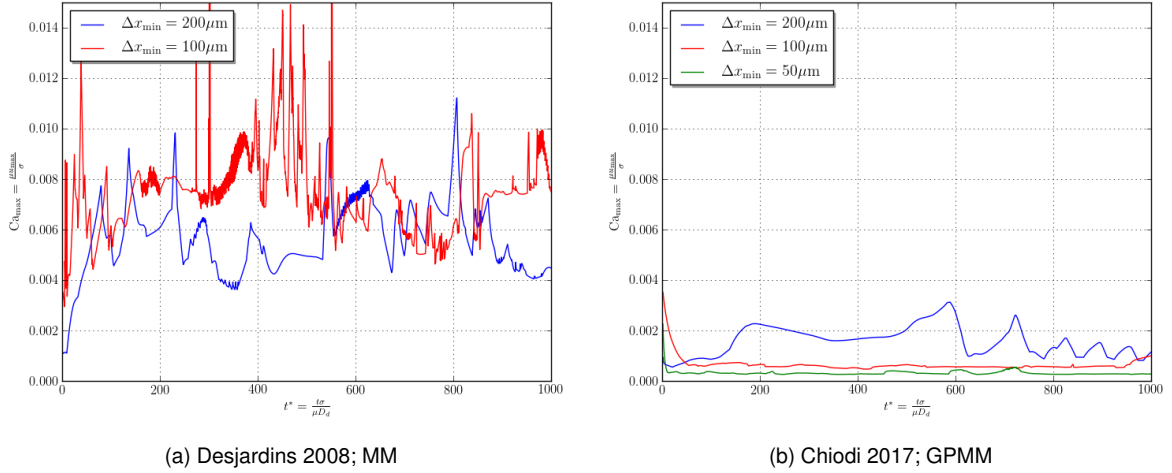 0.014
0.012
0.010
0.008
0.006
0.004
0.002
0.000
Ca_max = μu_max/σ
Δx_min = 200μm
Δx_min = 100μm
0 200 400 600 800 1000
t* = tσ/μD_d
(a) Desjardins 2008; MM
0.014
0.012
0.010
0.008
0.006
0.004
0.002
0.000
Ca_max = μu_max/σ
Δx_min = 200μm
Δx_min = 100μm
Δx_min = 50μm
0 200 400 600 800 1000
t* = tσ/μD_d
(b) Chiodi 2017; GPMM